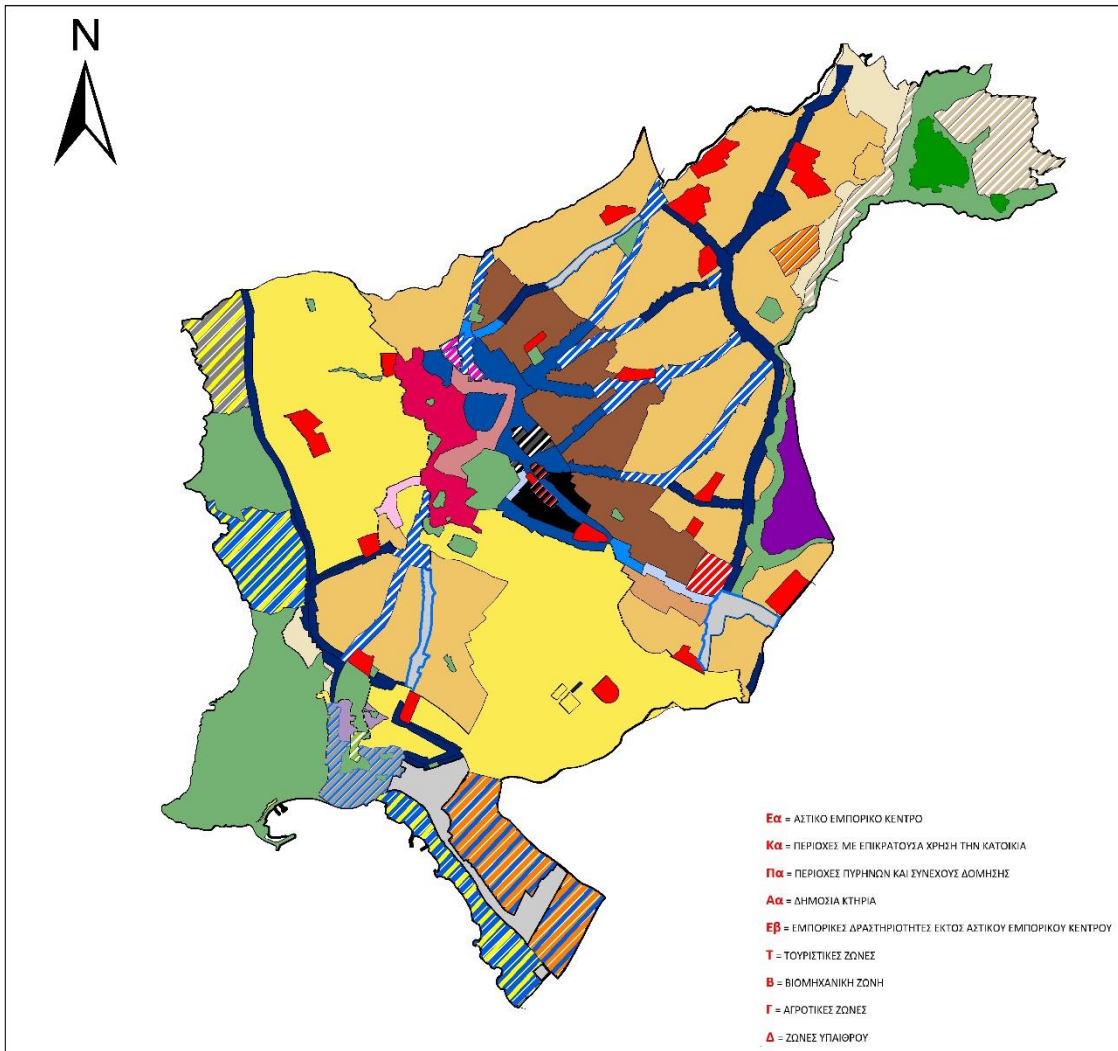 N
Εα = ΑΣΤΙΚΟ ΕΜΠΟΡΙΚΟ ΚΕΝΤΡΟ
Κα = ΠΕΡΙΟΧΕΣ ΜΕ ΕΠΙΚΡΑΤΟΥΣΑ ΧΡΗΣΗ ΤΗΝ ΚΑΤΟΙΚΙΑ
Πα = ΠΕΡΙΟΧΕΣ ΠΥΡΗΝΩΝ ΚΑΙ ΣΥΝΕΧΟΥΣ ΔΟΜΗΣΗΣ
Αα = ΔΗΜΟΣΙΑ ΚΤΗΡΙΑ
Εβ = ΕΜΠΟΡΙΚΕΣ ΔΡΑΣΤΗΡΙΟΤΗΤΕΣ ΕΚΤΟΣ ΑΣΤΙΚΟΥ ΕΜΠΟΡΙΚΟΥ ΚΕΝΤΡΟΥ
Τ = ΤΟΥΡΙΣΤΙΚΕΣ ΖΩΝΕΣ
Β = ΒΙΟΜΗΧΑΝΙΚΗ ΖΩΝΗ
Γ = ΑΓΡΟΤΙΚΕΣ ΖΩΝΕΣ
Δ = ΖΩΝΕΣ ΥΠΑΙΘΡΟΥ